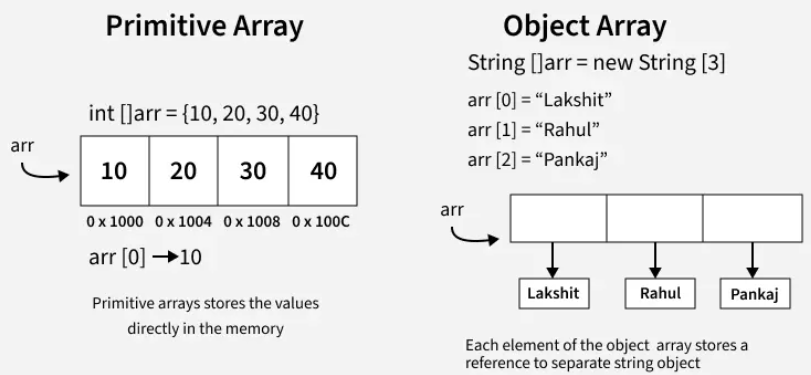 Primitive Array
int []arr = {10, 20, 30, 40}
arr
10 20 30 40
0 x 1000 0 x 1004 0 x 1008 0 x 100C
arr [0] → 10
Primitive arrays stores the values
directly in the memory
Object Array
String []arr = new String [3]
arr [0] = “Lakshit”
arr [1] = “Rahul”
arr [2] = “Pankaj”
arr
Lakshit Rahul Pankaj
Each element of the object array stores a
reference to separate string object